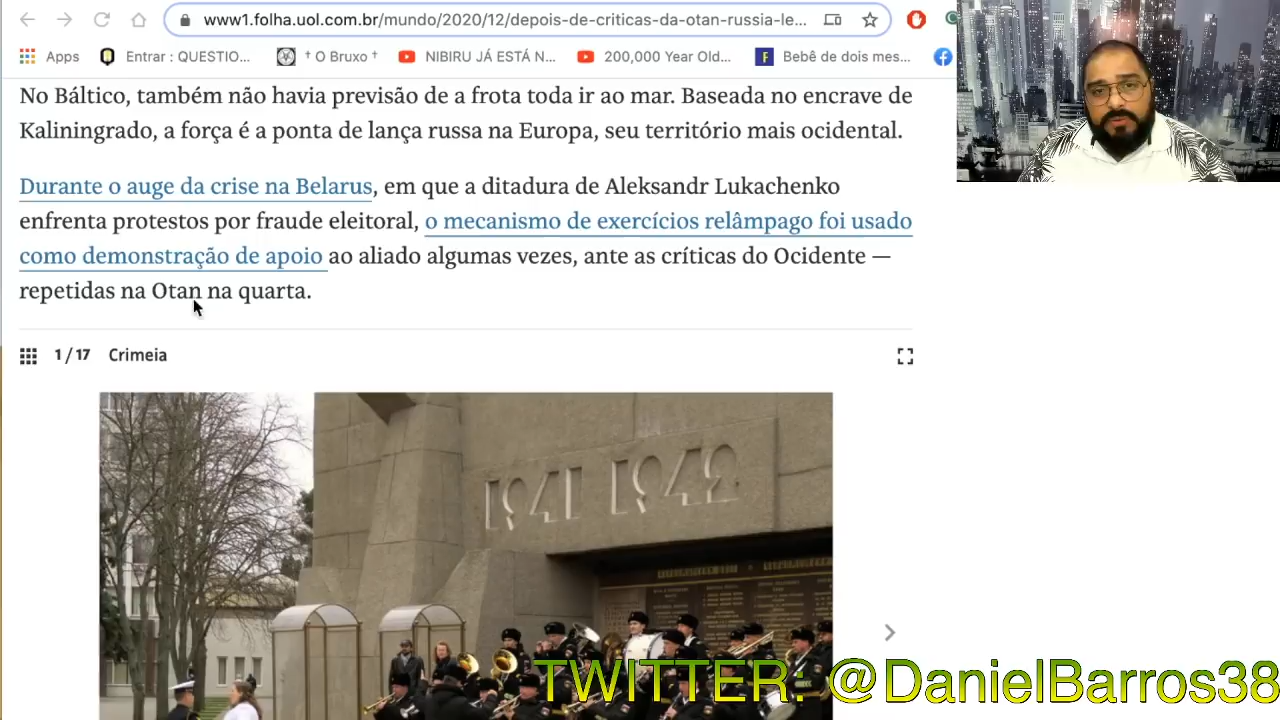 www1.folha.uol.com.br/mundo/2020/12/depois-de-criticas-da-otan-russia-le...
Apps
Entrar : QUESTIO...
† O Bruxo †
NIBIRU JÁ ESTÁ N...
200,000 Year Old...
Bebê de dois mes...
No Báltico, também não havia previsão de a frota toda ir ao mar. Baseada no encrave de
Kaliningrado, a força é a ponta de lança russa na Europa, seu território mais ocidental.
Durante o auge da crise na Belarus, em que a ditadura de Aleksandr Lukachenko
enfrenta protestos por fraude eleitoral, o mecanismo de exercícios relâmpago foi usado
como demonstração de apoio ao aliado algumas vezes, ante as críticas do Ocidente —
repetidas na Otan na quarta.
1 / 17 Crimeia
1941 1942
TWITTER: @DanielBarros38